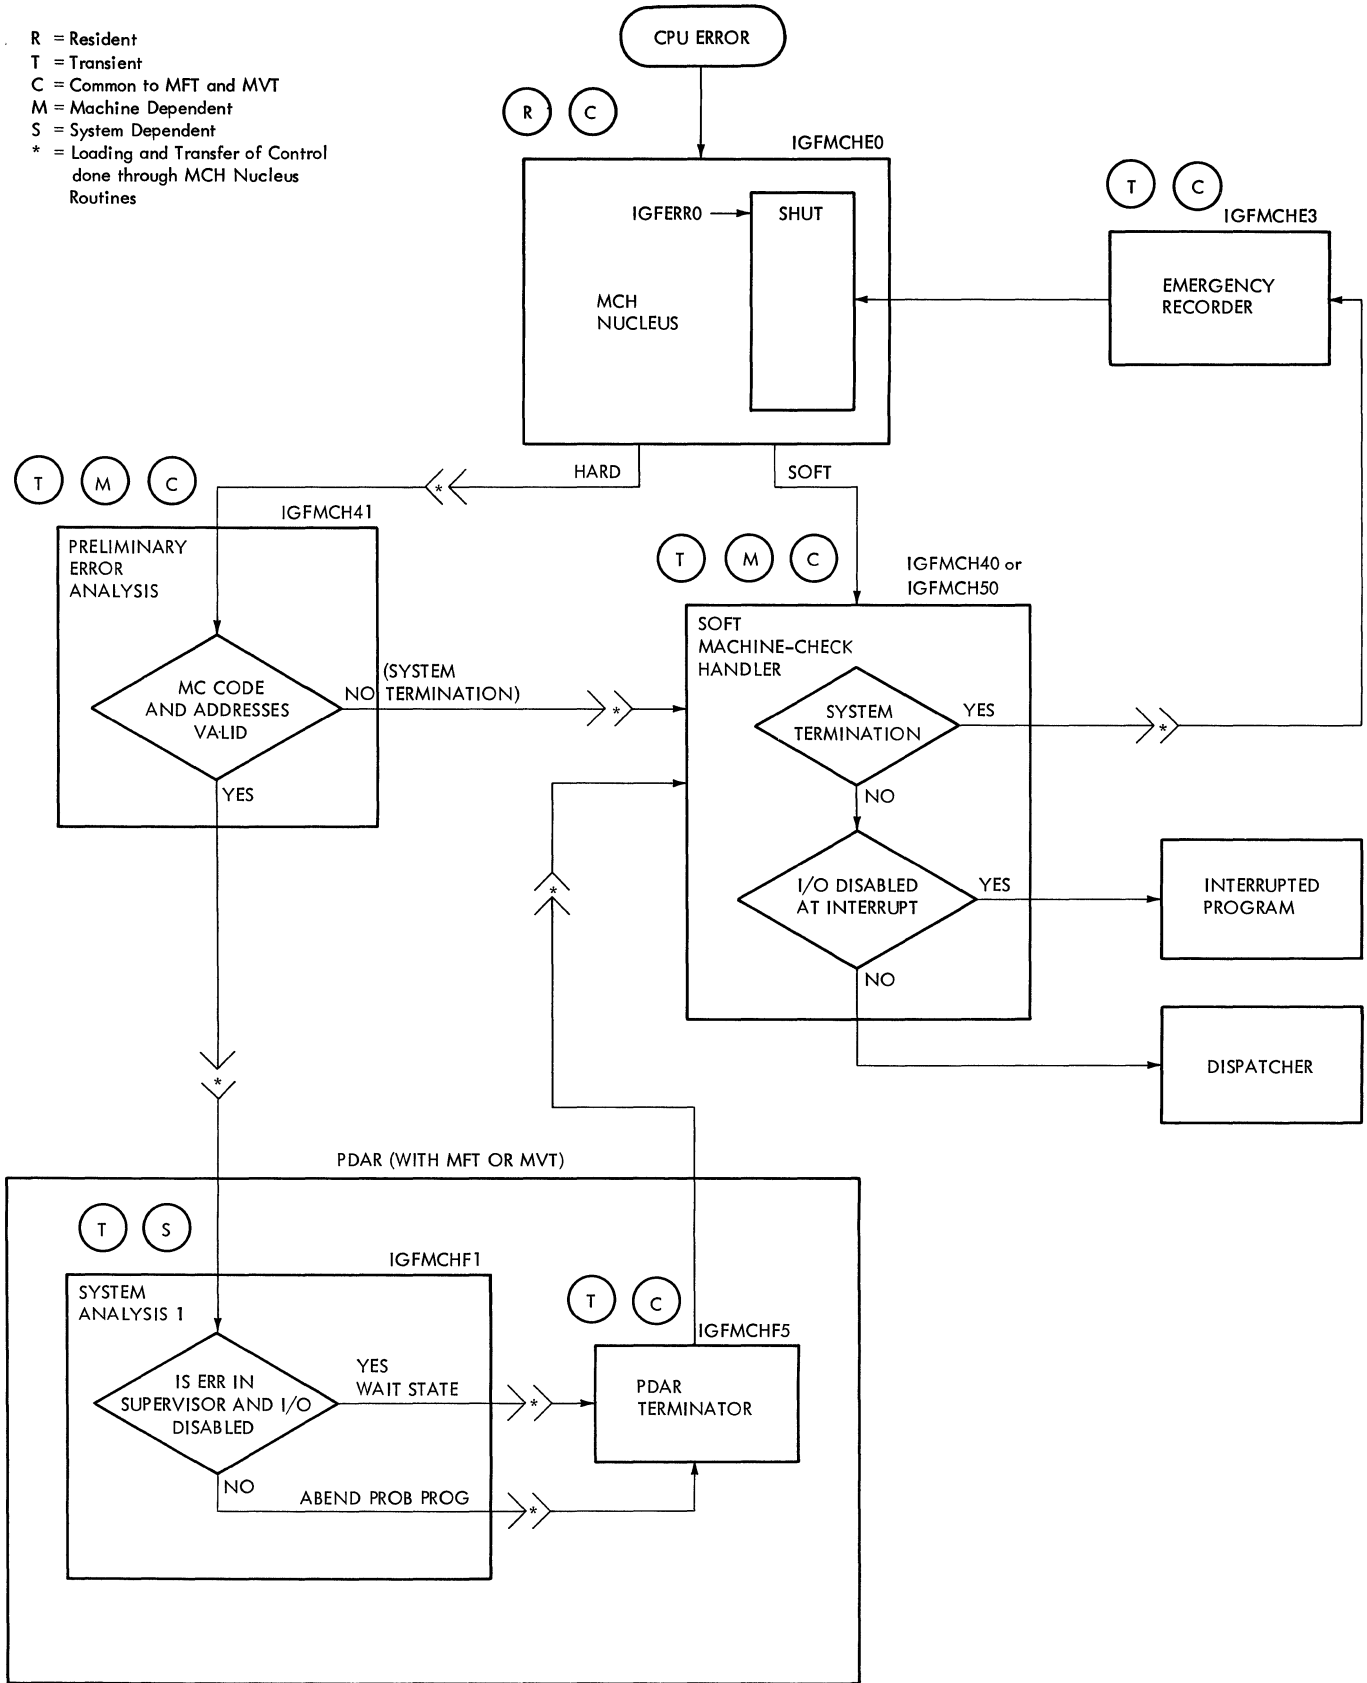 R = Resident
T = Transient
C = Common to MFT and MVT
M = Machine Dependent
S = System Dependent
* = Loading and Transfer of Control
done through MCH Nucleus
Routines
CPU ERROR
R C
IGFMCHE0
IGFERR0
SHUT
MCH
NUCLEUS
T C
IGFMCHE3
EMERGENCY
RECORDER
HARD
SOFT
*
T M C
IGFMCH41
PRELIMINARY
ERROR
ANALYSIS
MC CODE
AND ADDRESSES
VALID
(SYSTEM
NO TERMINATION)
*
YES
T M C
IGFMCH40 or
IGFMCH50
SOFT
MACHINE-CHECK
HANDLER
SYSTEM
TERMINATION
YES
*
NO
I/O DISABLED
AT INTERRUPT
YES
NO
INTERRUPTED
PROGRAM
DISPATCHER
*
*
PDAR (WITH MFT OR MVT)
T S
IGFMCHF1
SYSTEM
ANALYSIS 1
IS ERR IN
SUPERVISOR AND I/O
DISABLED
YES
WAIT STATE
*
NO
ABEND PROB PROG
*
T C
IGFMCHF5
PDAR
TERMINATOR